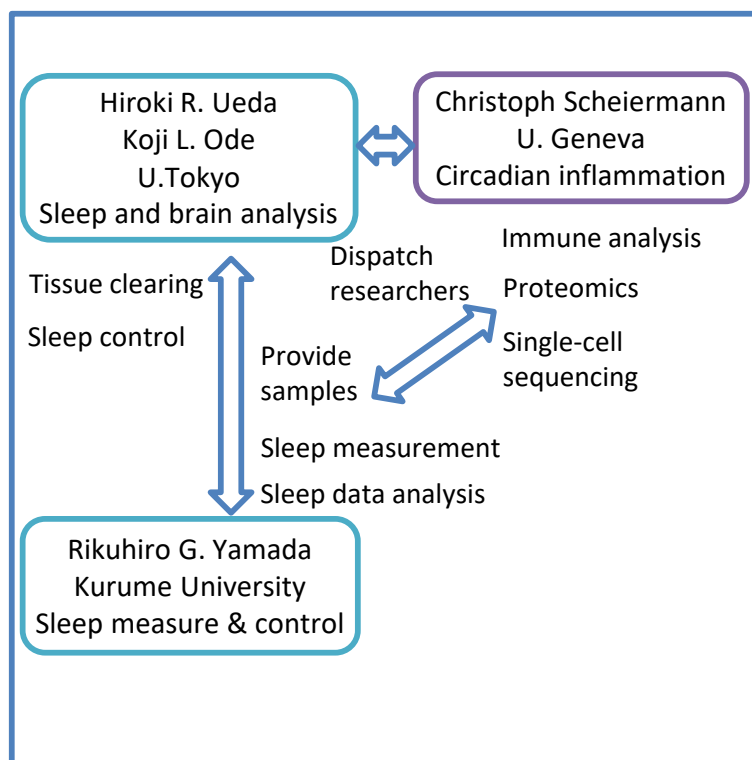 Hiroki R. Ueda
Koji L. Ode
U.Tokyo
Sleep and brain analysis
Christoph Scheiermann
U. Geneva
Circadian inflammation
Tissue clearing
Sleep control
Dispatch
researchers
Immune analysis
Proteomics
Single-cell
sequencing
Provide
samples
Sleep measurement
Sleep data analysis
Rikuhiro G. Yamada
Kurume University
Sleep measure & control